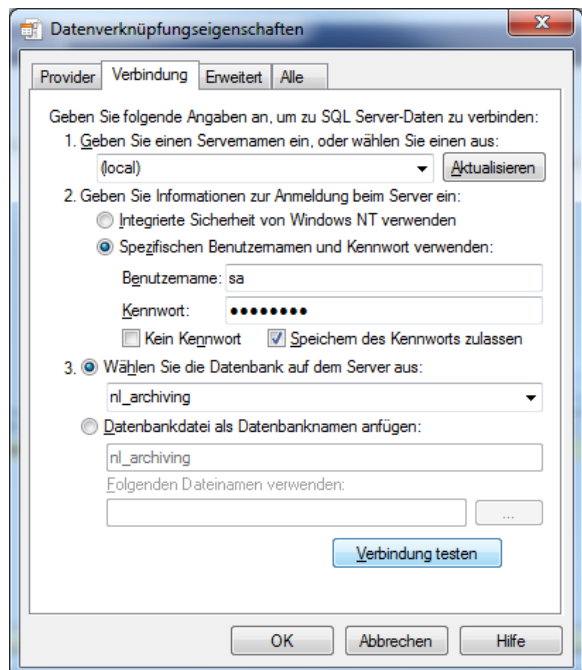 Datenverknüpfungseigenschaften
Provider Verbindung Erweitert Alle
Geben Sie folgende Angaben an, um zu SQL Server-Daten zu verbinden:
1. Geben Sie einen Servernamen ein, oder wählen Sie einen aus:
(local) Aktualisieren
2. Geben Sie Informationen zur Anmeldung beim Server ein:
Integrierte Sicherheit von Windows NT verwenden
Spezifischen Benutzernamen und Kennwort verwenden:
Benutzername: sa
Kennwort: ●●●●●●●●
Kein Kennwort Speichern des Kennworts zulassen
3. Wählen Sie die Datenbank auf dem Server aus:
nl_archiving
Datenbankdatei als Datenbanknamen anfügen:
nl_archiving
Folgenden Dateinamen verwenden:
...
Verbindung testen
OK Abbrechen Hilfe